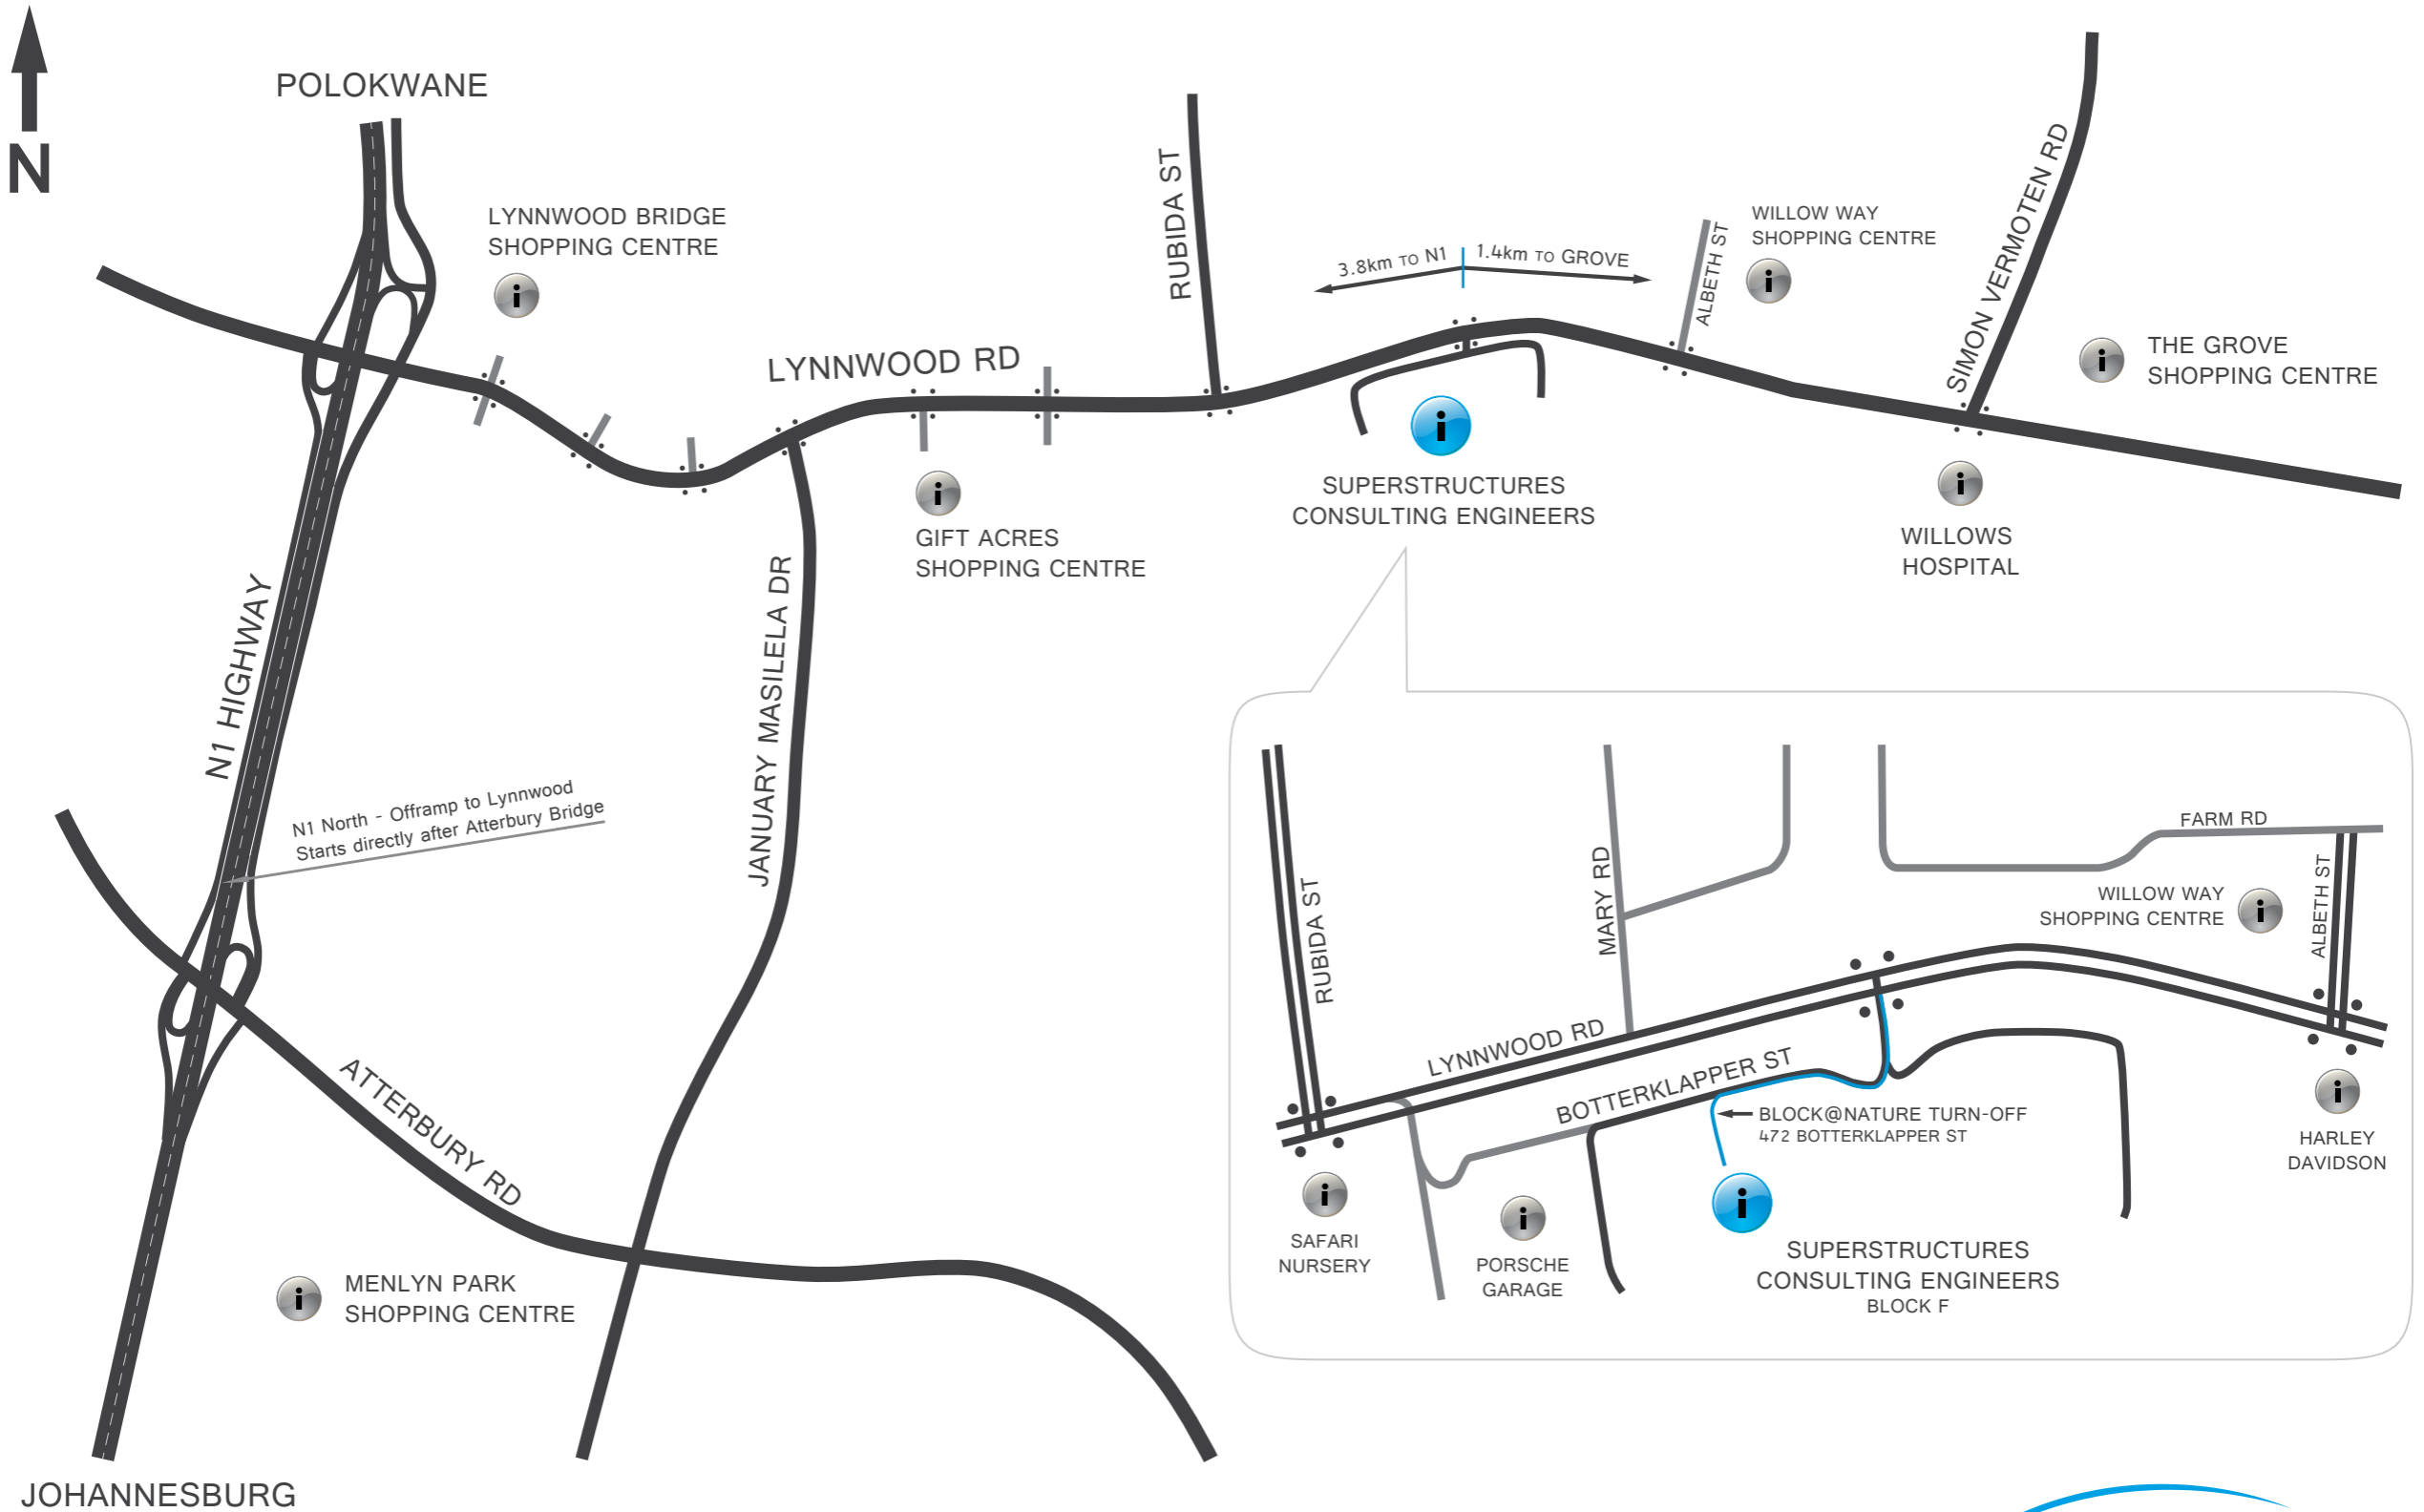 N
POLOKWANE
LYNNWOOD BRIDGE
SHOPPING CENTRE
RUBIDA ST
3.8km TO N1
1.4km TO GROVE
ALBETH ST
WILLOW WAY
SHOPPING CENTRE
SIMON VERMOTEN RD
THE GROVE
SHOPPING CENTRE
LYNNWOOD RD
SUPERSTRUCTURES
CONSULTING ENGINEERS
GIFT ACRES
SHOPPING CENTRE
WILLOWS
HOSPITAL
N1 HIGHWAY
JANUARY MASILELA DR
N1 North - Offramp to Lynnwood
Starts directly after Atterbury Bridge
ATTERBURY RD
MENLYN PARK
SHOPPING CENTRE
JOHANNESBURG
RUBIDA ST
MARY RD
FARM RD
WILLOW WAY
SHOPPING CENTRE
ALBETH ST
LYNNWOOD RD
BOTTERKLAPPER ST
BLOCK@NATURE TURN-OFF
472 BOTTERKLAPPER ST
HARLEY
DAVIDSON
SAFARI
NURSERY
PORSCHE
GARAGE
SUPERSTRUCTURES
CONSULTING ENGINEERS
BLOCK F